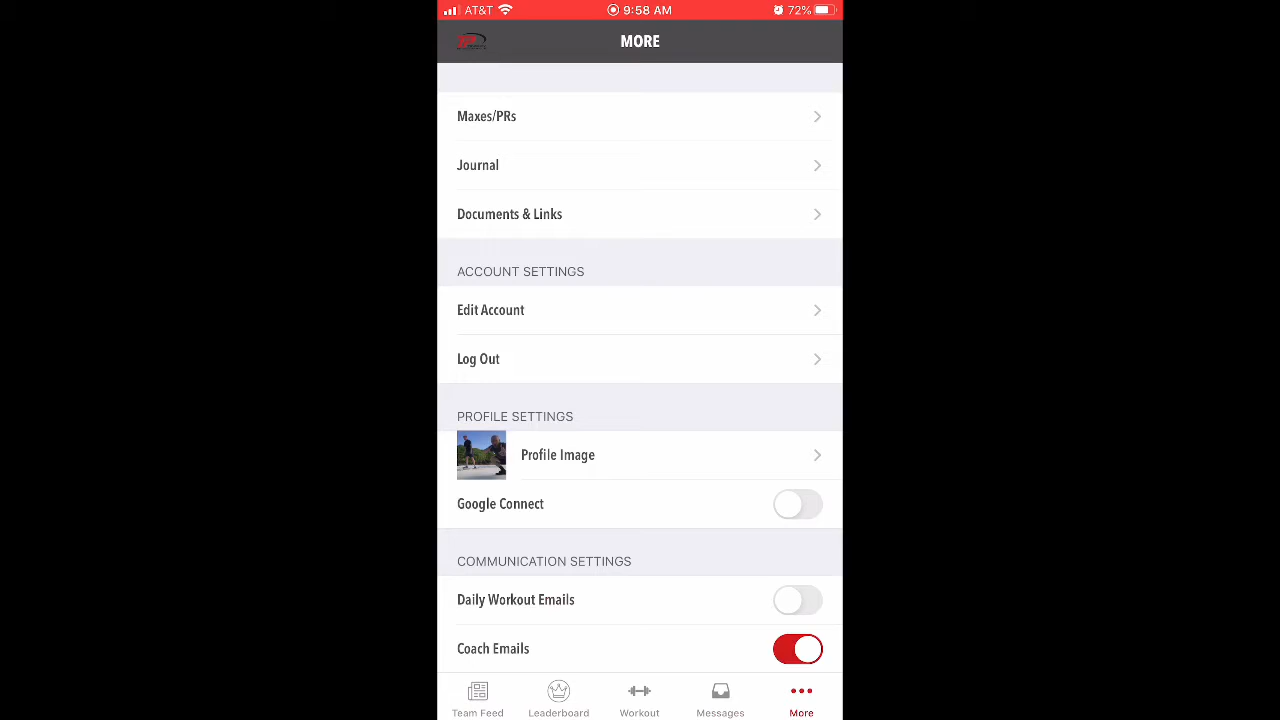 AT&T 9:58 AM 72%
MORE
Maxes/PRs
Journal
Documents & Links
ACCOUNT SETTINGS
Edit Account
Log Out
PROFILE SETTINGS
Profile Image
Google Connect
COMMUNICATION SETTINGS
Daily Workout Emails
Coach Emails
Team Feed Leaderboard Workout Messages More